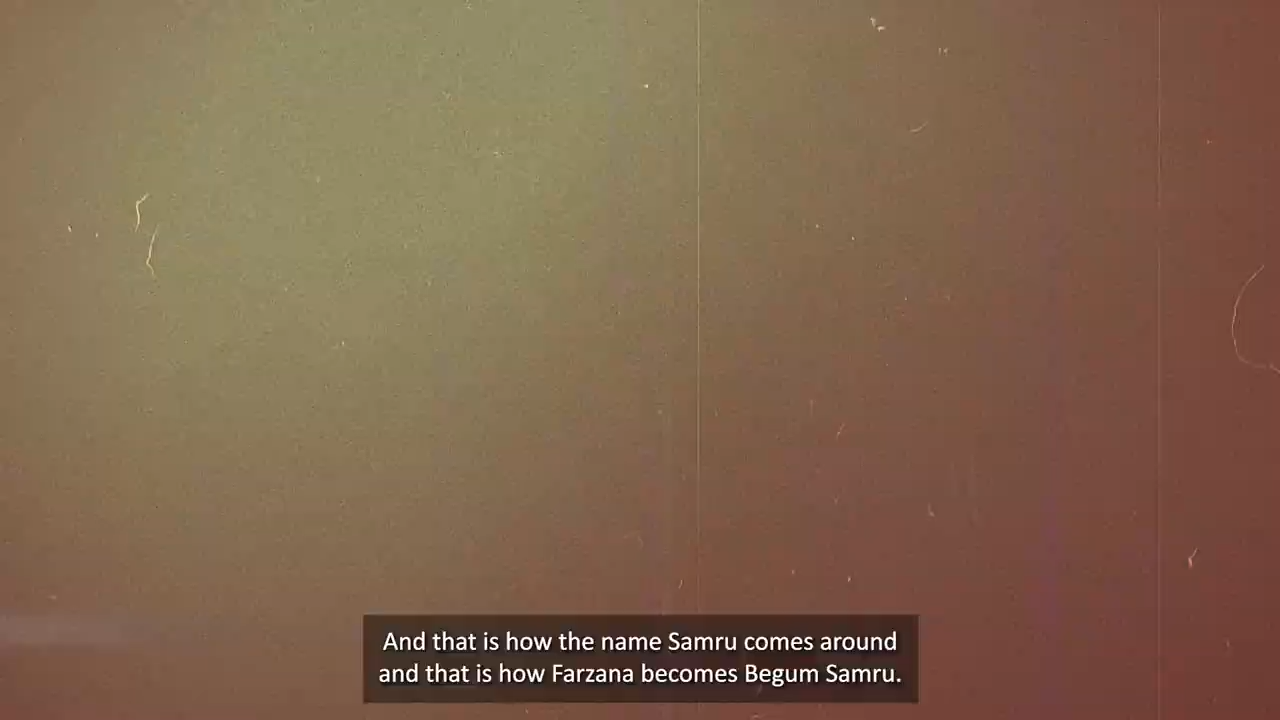 And that is how the name Samru comes around
and that is how Farzana becomes Begum Samru.